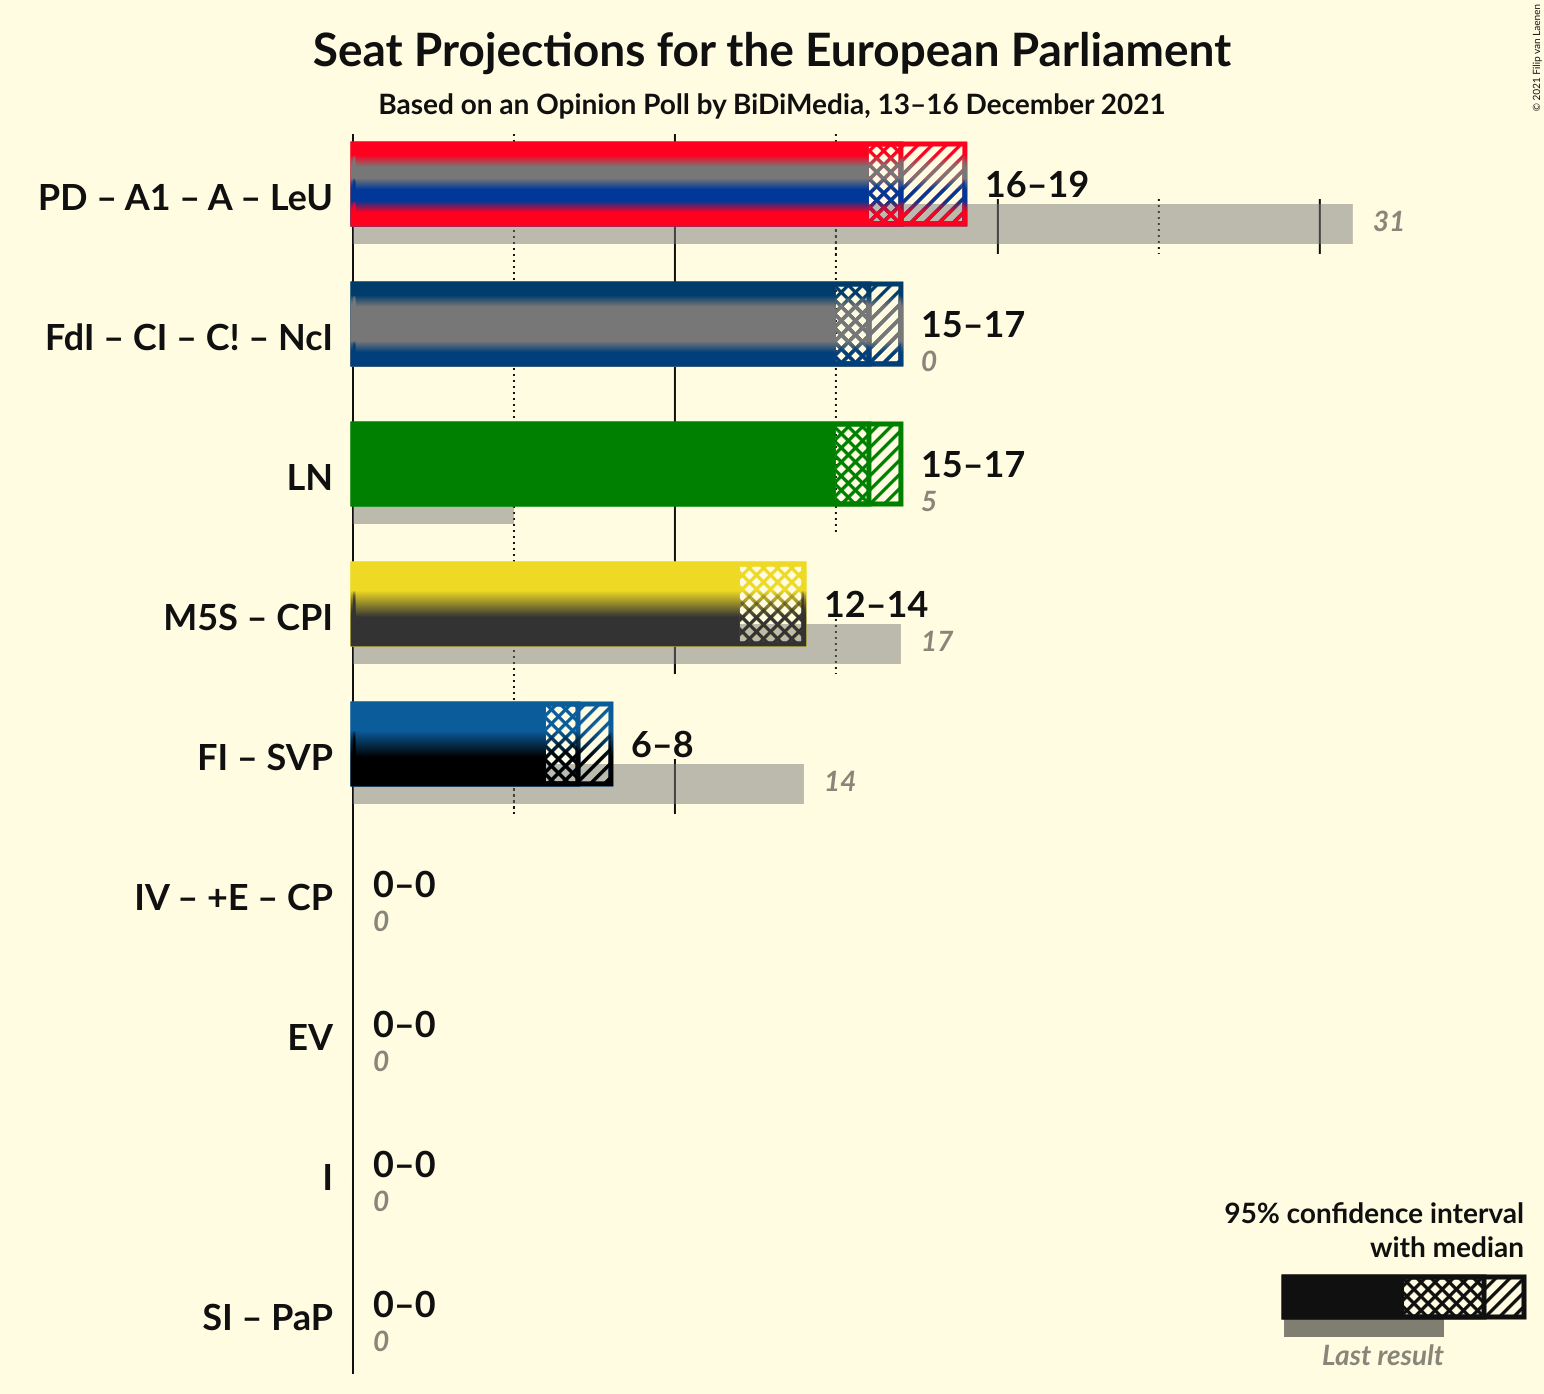 Seat Projections for the European Parliament
Based on an Opinion Poll by BiDiMedia, 13–16 December 2021
© 2021 Filip van Laenen
PD – A1 – A – LeU
16–19
31
FdI – CI – C! – NcI
15–17
0
LN
15–17
5
M5S – CPI
12–14
17
FI – SVP
6–8
14
IV – +E – CP
0–0
0
EV
0–0
0
I
0–0
0
SI – PaP
0–0
0
95% confidence interval
with median
Last result